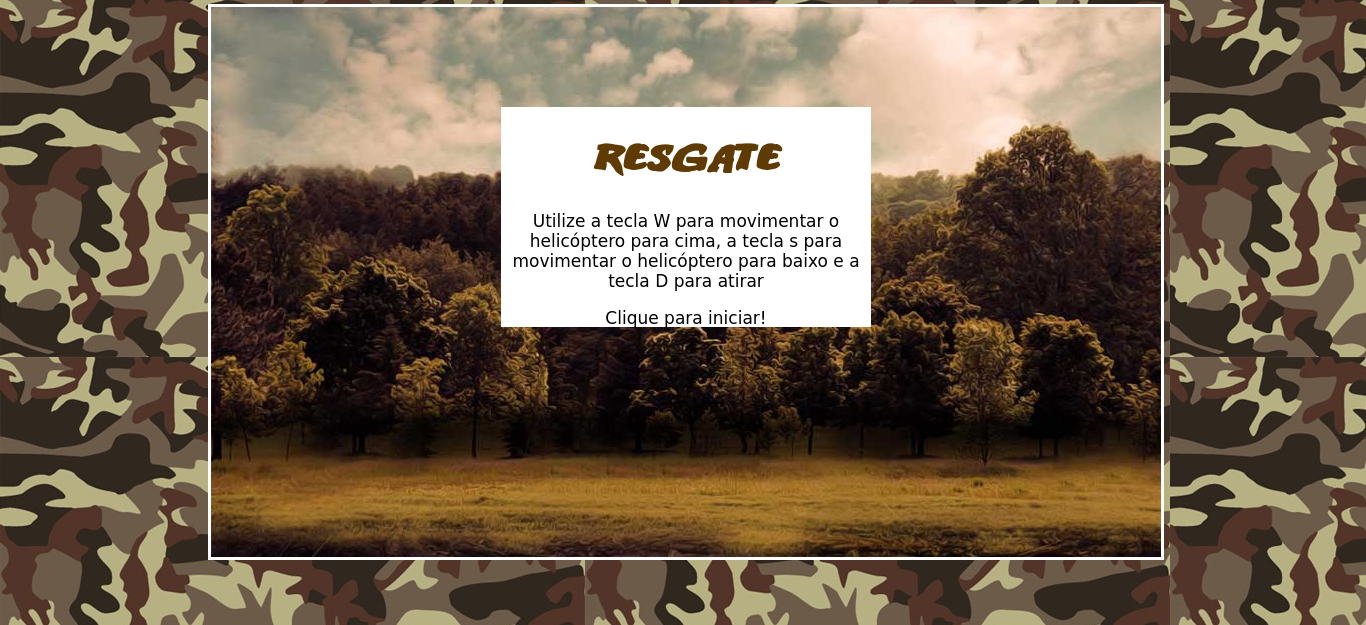 RESGATE
Utilize a tecla W para movimentar o
helicóptero para cima, a tecla s para
movimentar o helicóptero para baixo e a
tecla D para atirar
Clique para iniciar!